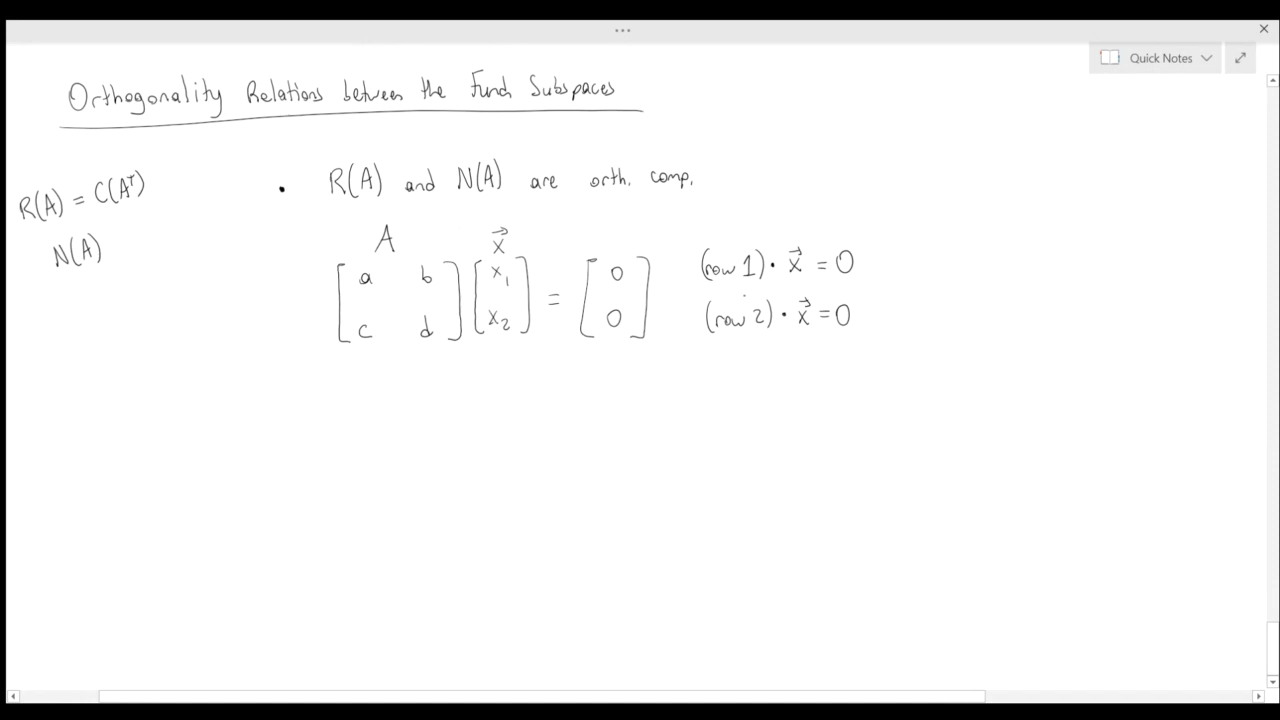 Quick Notes
Orthogonality Relations between the Fund Subspaces
R(A) = C(Aᵀ)
N(A)
• R(A) and N(A) are orth. comp.
A x⃗
[a b] [x₁] = [0] (row 1) • x⃗ = 0
[c d] [x₂] [0] (row 2) • x⃗ = 0